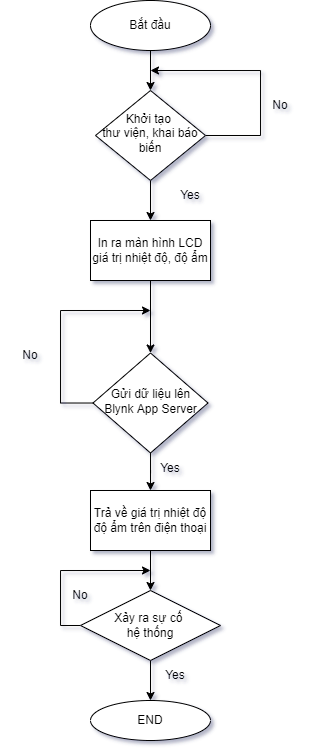 Bắt đầu
No
Khởi tạo
thư viện, khai báo
biến
Yes
In ra màn hình LCD
giá trị nhiệt độ, độ ẩm
No
Gửi dữ liệu lên
Blynk App Server
Yes
Trả về giá trị nhiệt độ
độ ẩm trên điện thoại
No
Xảy ra sự cố
hệ thống
Yes
END